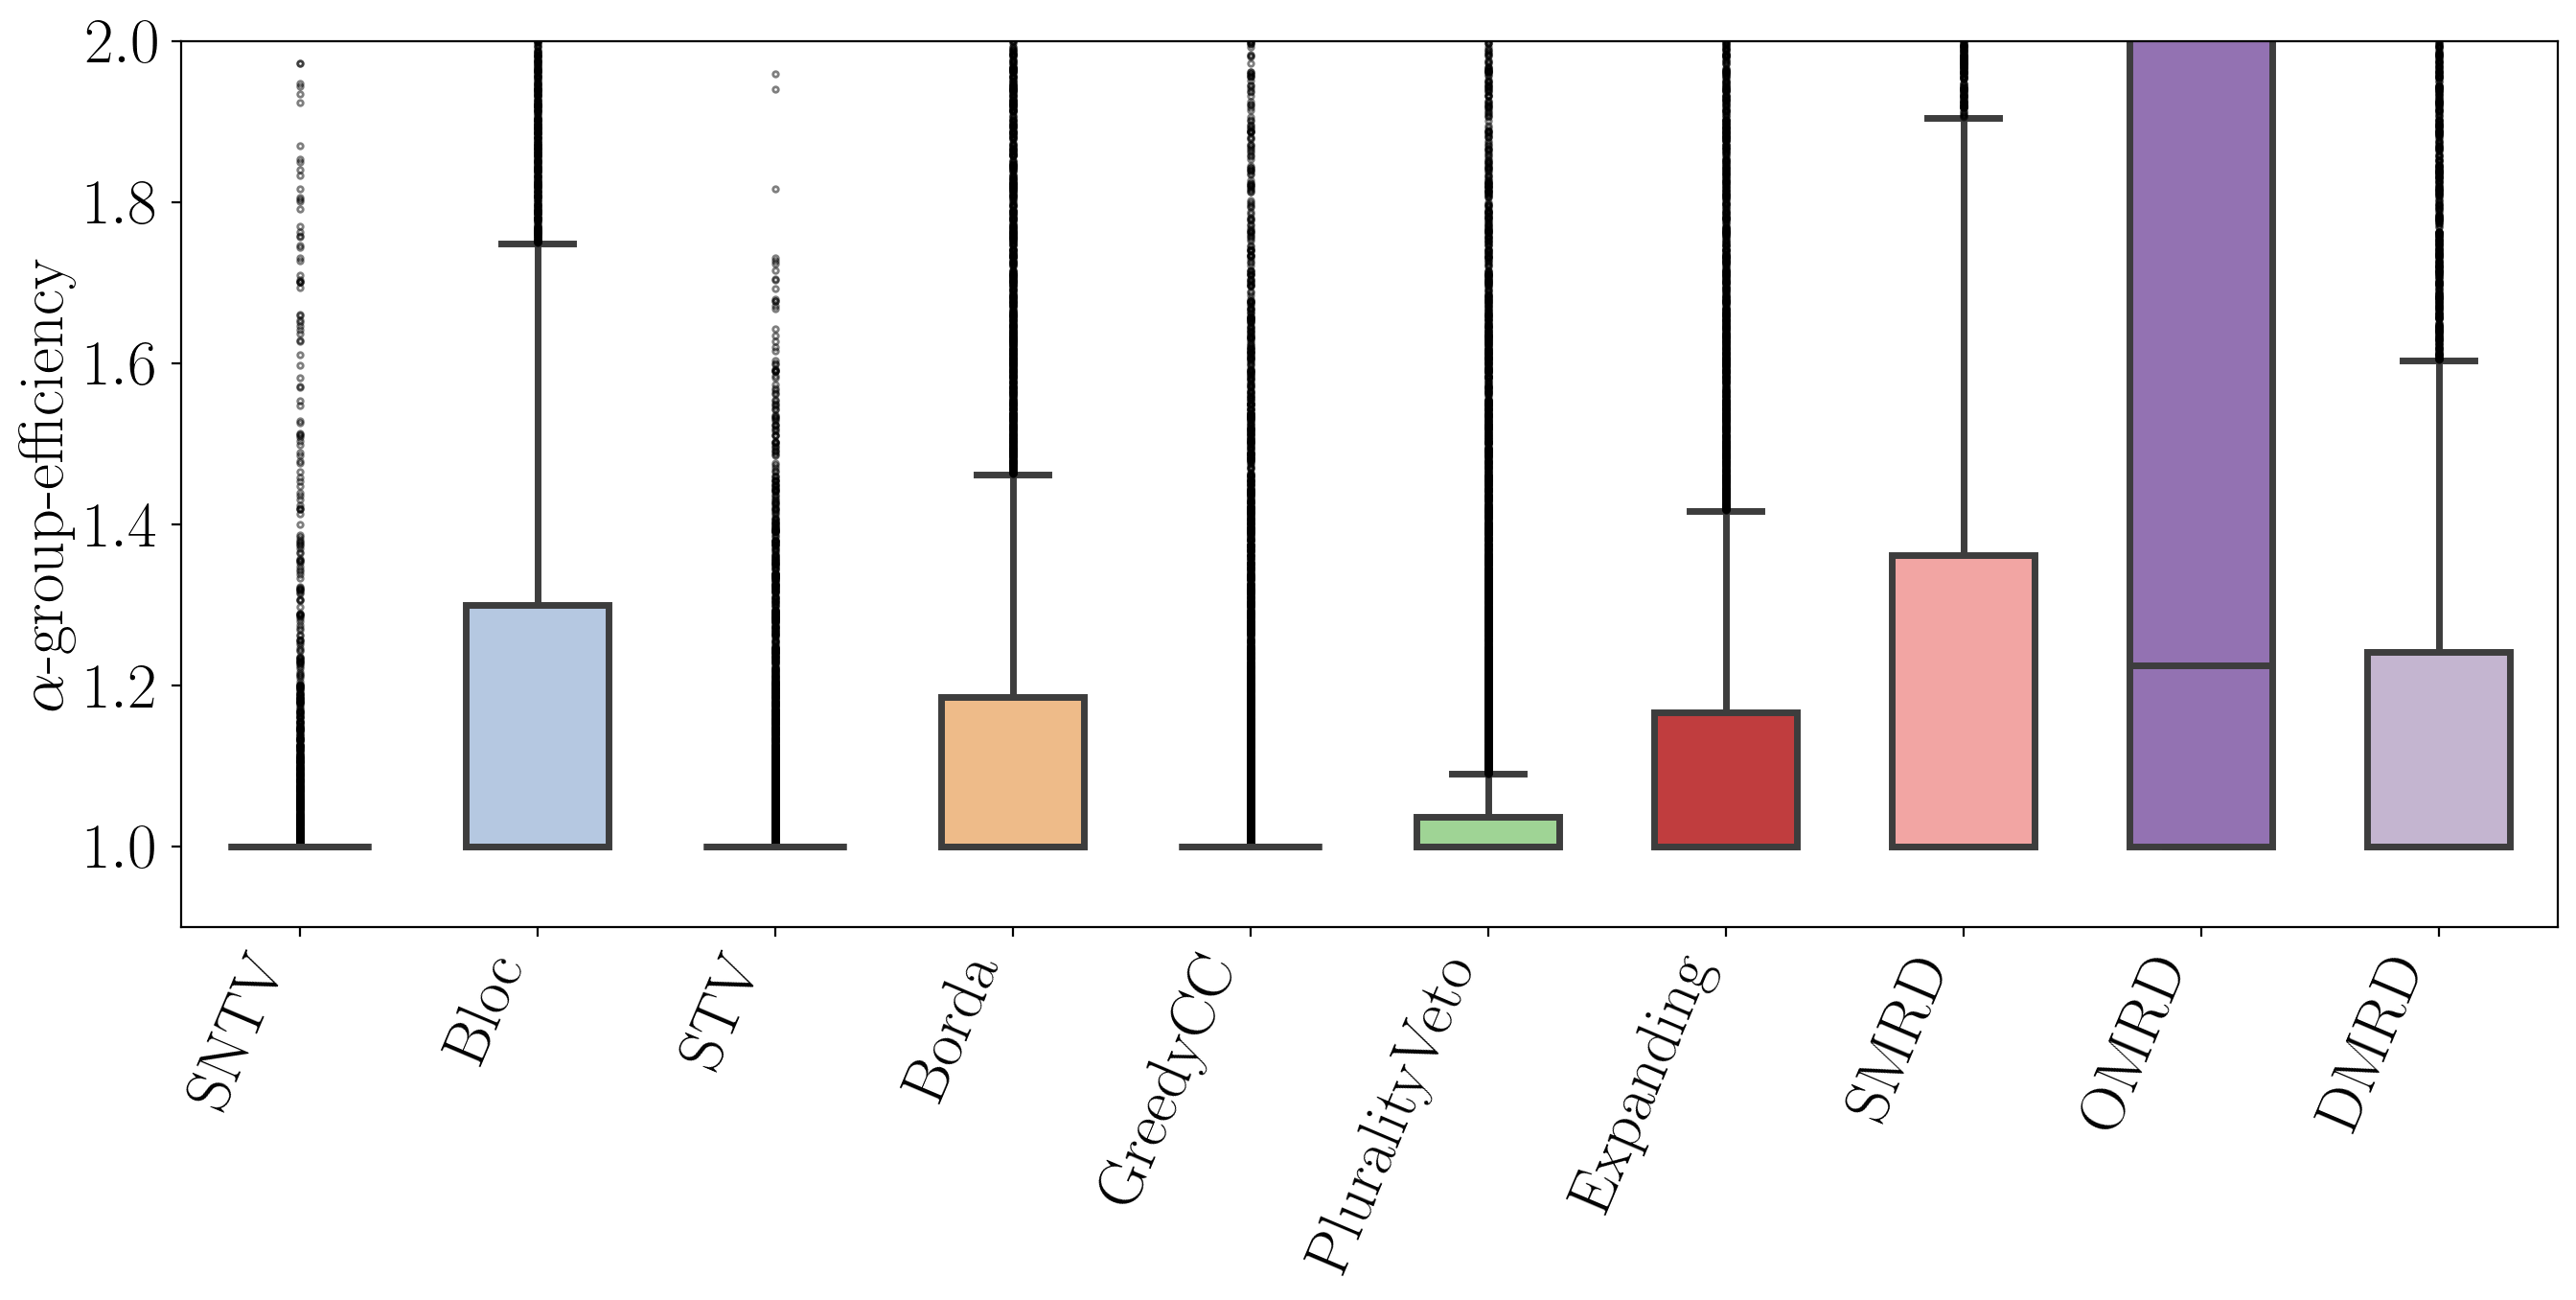 α-group-efficiency
2.0
1.8
1.6
1.4
1.2
1.0
SNTV
Bloc
STV
Borda
GreedyCC
PluralityVeto
Expanding
SMRD
OMRD
DMRD